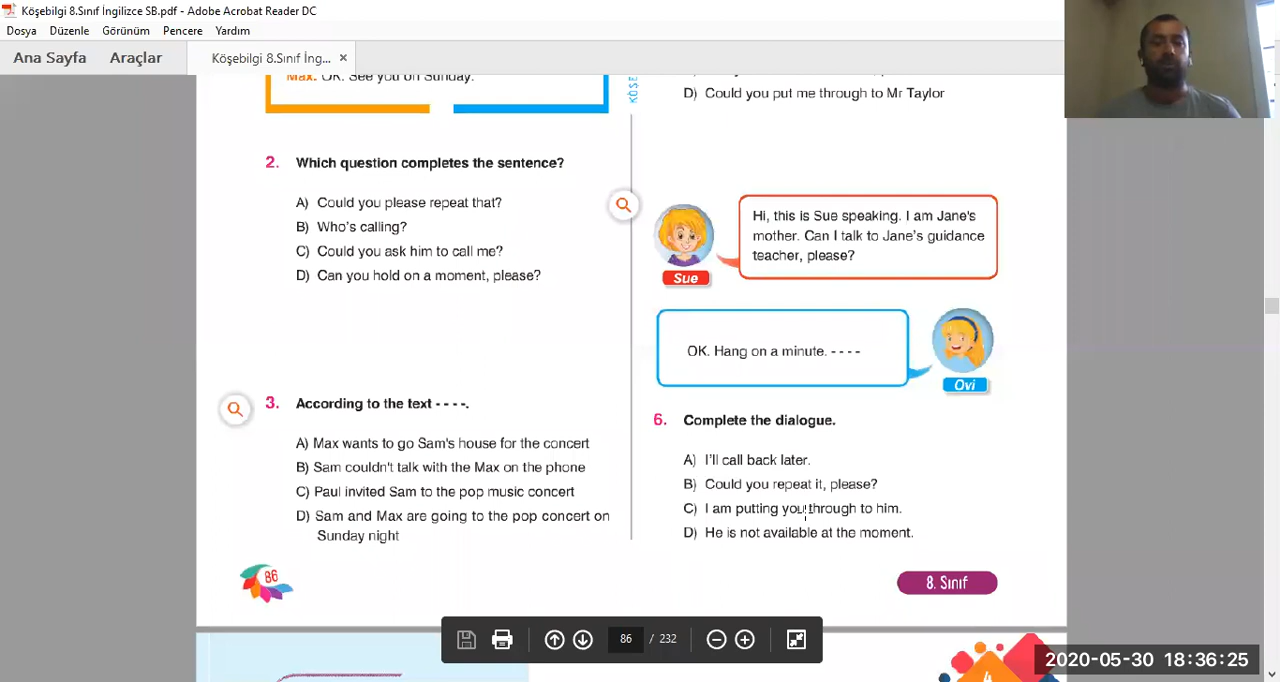 Köşebilgi 8.Sınıf İngilizce SB.pdf - Adobe Acrobat Reader DC
Dosya Düzenle Görünüm Pencere Yardım
Ana Sayfa Araçlar Köşebilgi 8.Sınıf İng... ×
Max: OK. See you on Sunday.
2. Which question completes the sentence?
A) Could you please repeat that?
B) Who's calling?
C) Could you ask him to call me?
D) Can you hold on a moment, please?
3. According to the text - - - -.
A) Max wants to go Sam's house for the concert
B) Sam couldn't talk with the Max on the phone
C) Paul invited Sam to the pop music concert
D) Sam and Max are going to the pop concert on
Sunday night
86
KÖŞE
D) Could you put me through to Mr Taylor
Hi, this is Sue speaking. I am Jane's
mother. Can I talk to Jane's guidance
teacher, please?
Sue
OK. Hang on a minute. - - - -
Ovi
6. Complete the dialogue.
A) I'll call back later.
B) Could you repeat it, please?
C) I am putting you through to him.
D) He is not available at the moment.
8. Sınıf
86 / 232
4
2020-05-30 18:36:25